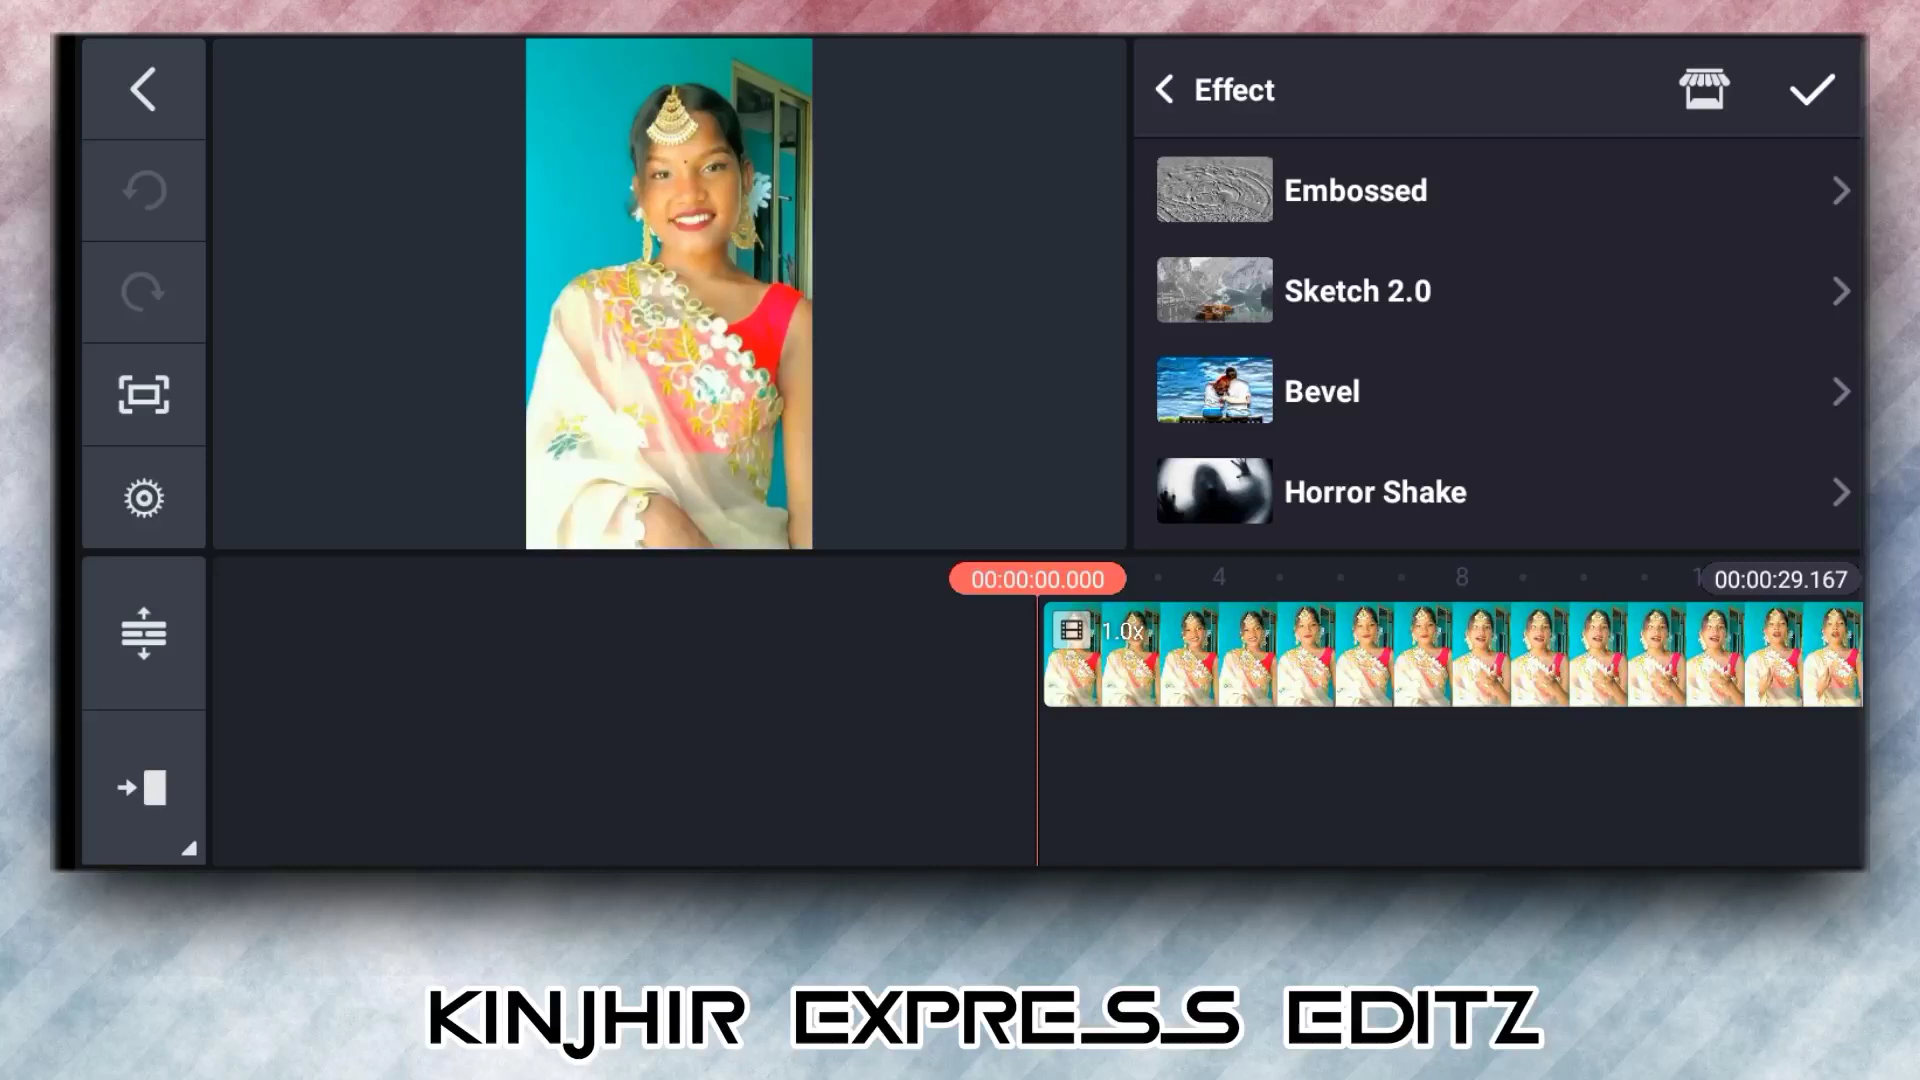 Effect
Embossed
Sketch 2.0
Bevel
Horror Shake
00:00:00.000
4
8
00:00:29.167
1.0x
KINJHIR EXPRESS EDITZ